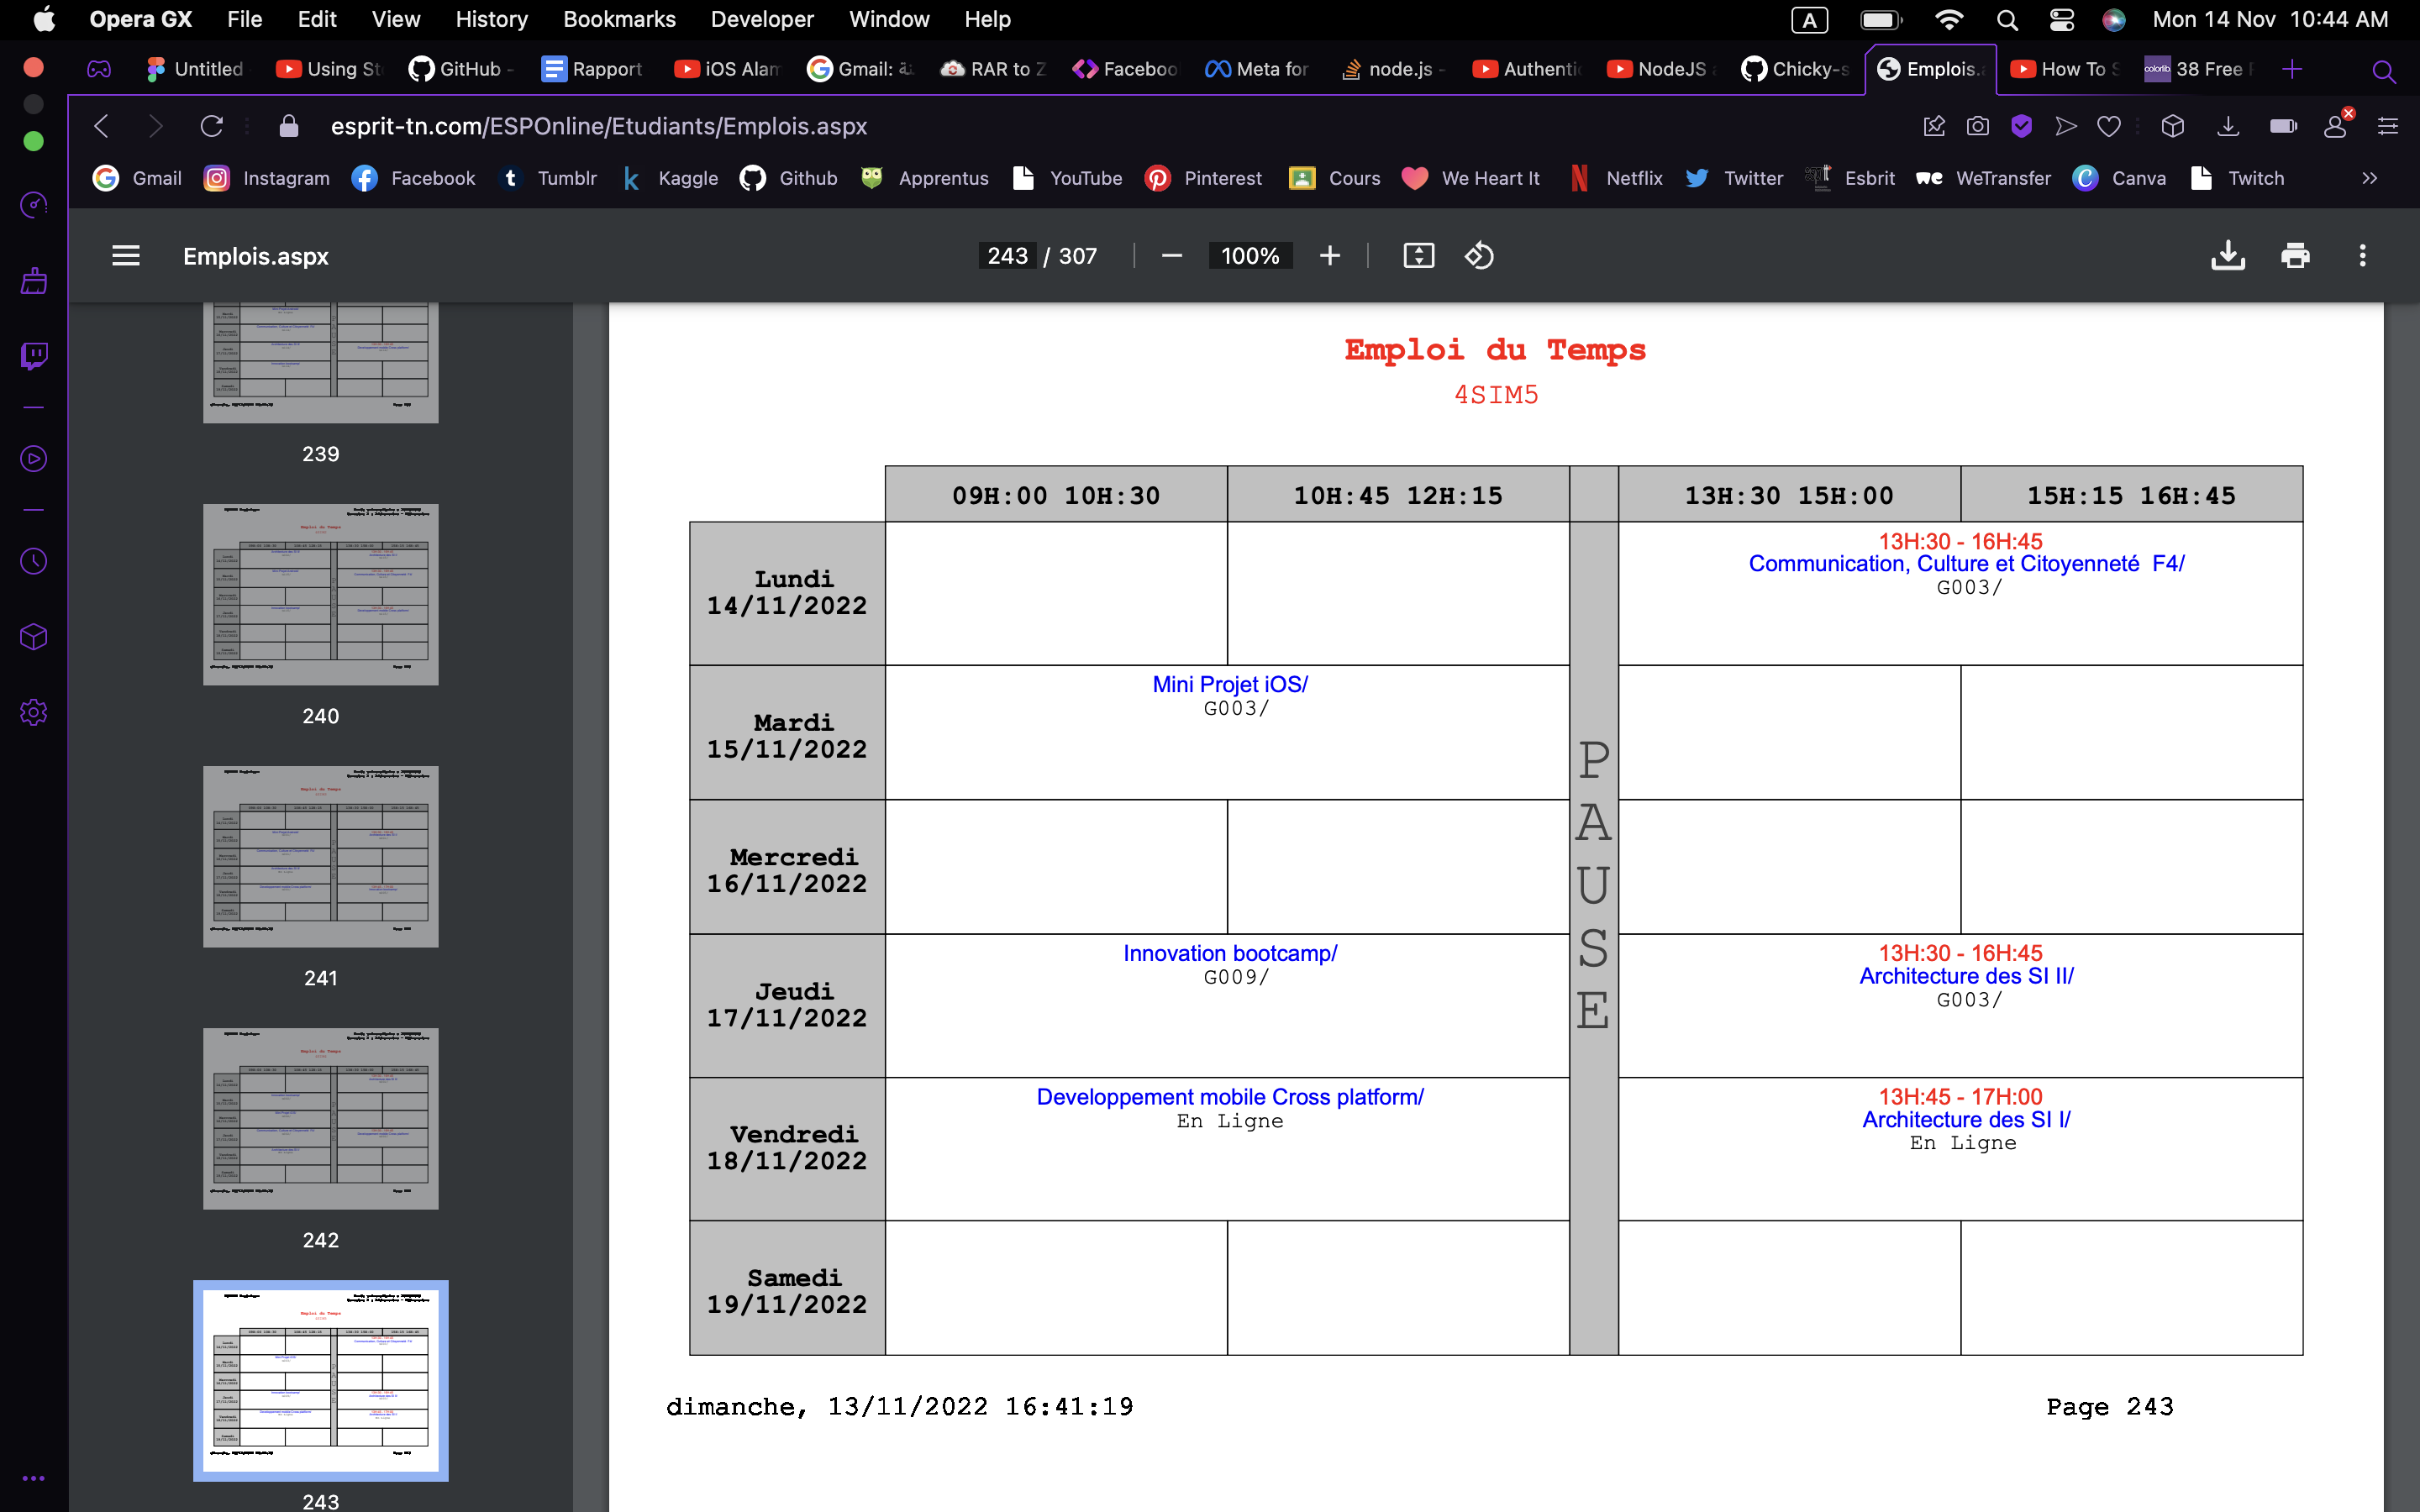 Opera GX File Edit View History Bookmarks Developer Window Help A Mon 14 Nov 10:44 AM
Untitled Using St GitHub - Rapport iOS Alam Gmail: RAR to Z Faceboo Meta for node.js - Authenti NodeJS Chicky-s Emplois. How To S colorlib 38 Free
esprit-tn.com/ESPOnline/Etudiants/Emplois.aspx
Gmail Instagram Facebook Tumblr Kaggle Github Apprentus YouTube Pinterest Cours We Heart It Netflix Twitter Esbrit WeTransfer Canva Twitch
Emplois.aspx 243 / 307 100%
239
240
241
242
243
Emploi du Temps
4SIM5
09H:00 10H:30 10H:45 12H:15 13H:30 15H:00 15H:15 16H:45
Lundi
14/11/2022
13H:30 - 16H:45
Communication, Culture et Citoyenneté F4/
G003/
Mardi
15/11/2022
Mini Projet iOS/
G003/
PAUSE
Mercredi
16/11/2022
Jeudi
17/11/2022
Innovation bootcamp/
G009/
13H:30 - 16H:45
Architecture des SI II/
G003/
Vendredi
18/11/2022
Developpement mobile Cross platform/
En Ligne
13H:45 - 17H:00
Architecture des SI I/
En Ligne
Samedi
19/11/2022
dimanche, 13/11/2022 16:41:19
Page 243